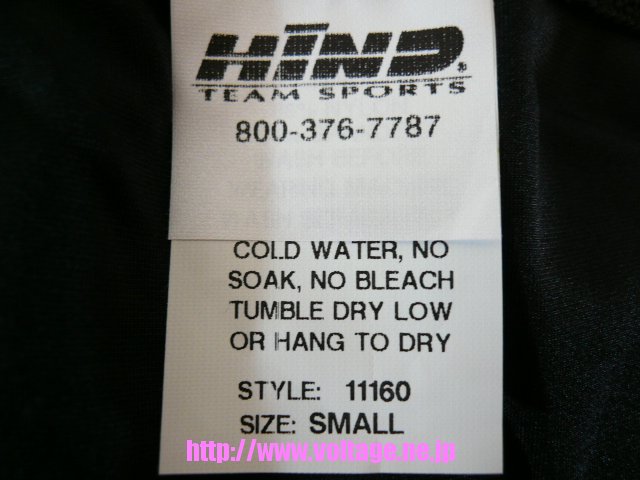 HIND
TEAM SPORTS
800-376-7787
COLD WATER, NO
SOAK, NO BLEACH
TUMBLE DRY LOW
OR HANG TO DRY
STYLE: 11160
SIZE: SMALL
http://www.voltage.ne.jp